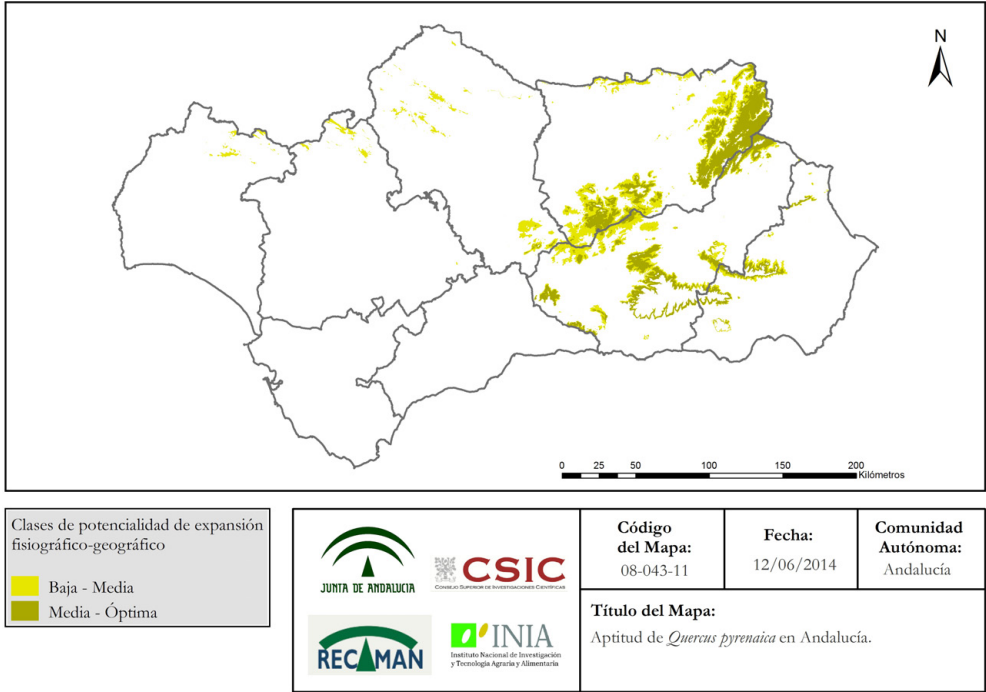 N
0 25 50 100 150 200
Kilómetros
Clases de potencialidad de expansión
fisiográfico-geográfico
Baja - Media
Media - Óptima
JUNTA DE ANDALUCIA
CSIC
CONSEJO SUPERIOR DE INVESTIGACIONES CIENTÍFICAS
RECAMAN
INIA
Instituto Nacional de Investigación
y Tecnología Agraria y Alimentaria
Código
del Mapa:
08-043-11
Fecha:
12/06/2014
Comunidad
Autónoma:
Andalucía
Título del Mapa:
Aptitud de Quercus pyrenaica en Andalucía.